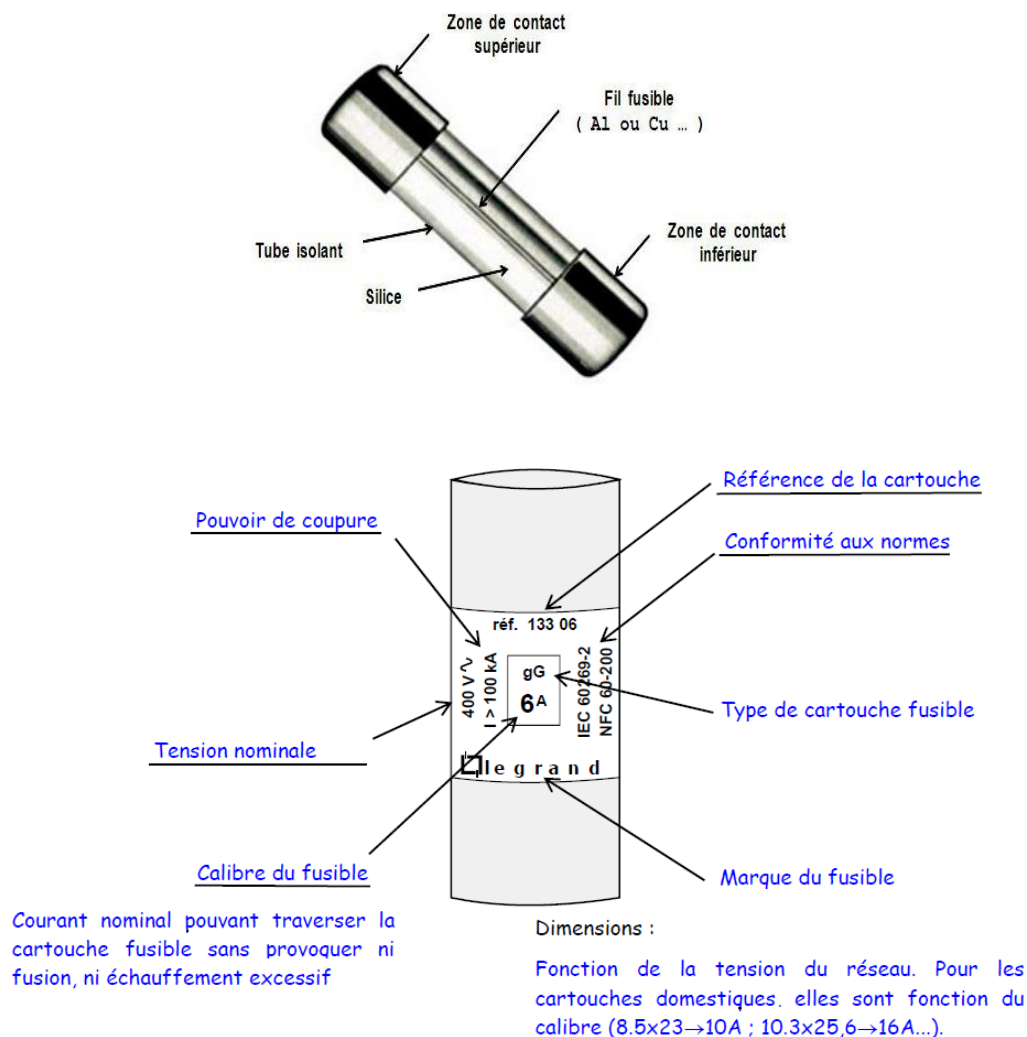 Zone de contact
supérieur
Fil fusible
( Al ou Cu … )
Zone de contact
inférieur
Tube isolant
Silice
Référence de la cartouche
Pouvoir de coupure
Conformité aux normes
réf. 133 06
400 V ∿
I > 100 kA
gG
6A
IEC 60269-2
NFC 60-200
Type de cartouche fusible
Tension nominale
legrand
Calibre du fusible
Marque du fusible
Courant nominal pouvant traverser la
cartouche fusible sans provoquer ni
fusion, ni échauffement excessif
Dimensions :
Fonction de la tension du réseau. Pour les
cartouches domestiques. elles sont fonction du
calibre (8.5x23→10A ; 10.3x25,6→16A...).